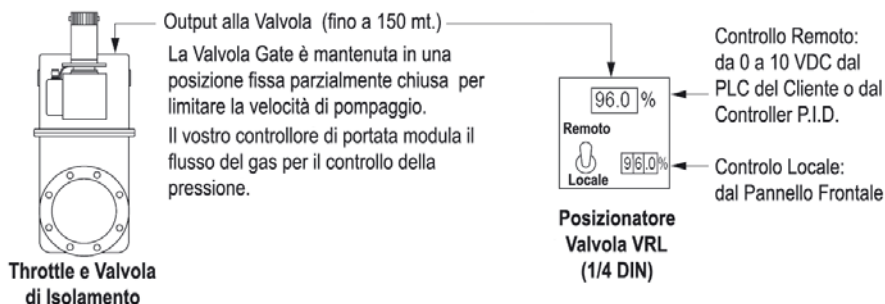 Output alla Valvola (fino a 150 mt.)
La Valvola Gate è mantenuta in una
posizione fissa parzialmente chiusa per
limitare la velocità di pompaggio.
Il vostro controllore di portata modula il
flusso del gas per il controllo della
pressione.
Throttle e Valvola
di Isolamento
96.0 %
Remoto
Locale
96.0%
Posizionatore
Valvola VRL
(1/4 DIN)
Controllo Remoto:
da 0 a 10 VDC dal
PLC del Cliente o dal
Controller P.I.D.
Controlo Locale:
dal Pannello Frontale